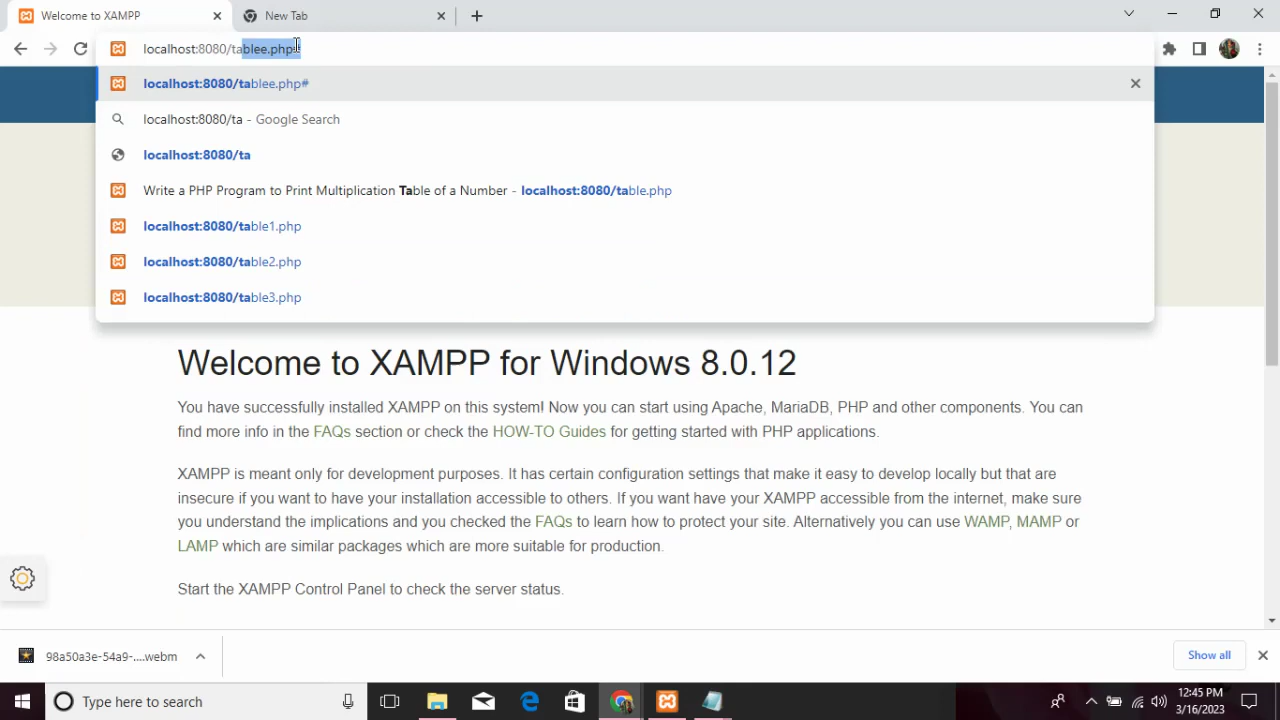 Welcome to XAMPP
New Tab
localhost:8080/tablee.php#
localhost:8080/tablee.php#
localhost:8080/ta - Google Search
localhost:8080/ta
Write a PHP Program to Print Multiplication Table of a Number - localhost:8080/table.php
localhost:8080/table1.php
localhost:8080/table2.php
localhost:8080/table3.php
Welcome to XAMPP for Windows 8.0.12
You have successfully installed XAMPP on this system! Now you can start using Apache, MariaDB, PHP and other components. You can
find more info in the FAQs section or check the HOW-TO Guides for getting started with PHP applications.
XAMPP is meant only for development purposes. It has certain configuration settings that make it easy to develop locally but that are
insecure if you want to have your installation accessible to others. If you want have your XAMPP accessible from the internet, make sure
you understand the implications and you checked the FAQs to learn how to protect your site. Alternatively you can use WAMP, MAMP or
LAMP which are similar packages which are more suitable for production.
Start the XAMPP Control Panel to check the server status.
98a50a3e-54a9-....webm
Show all
Type here to search
12:45 PM
3/16/2023